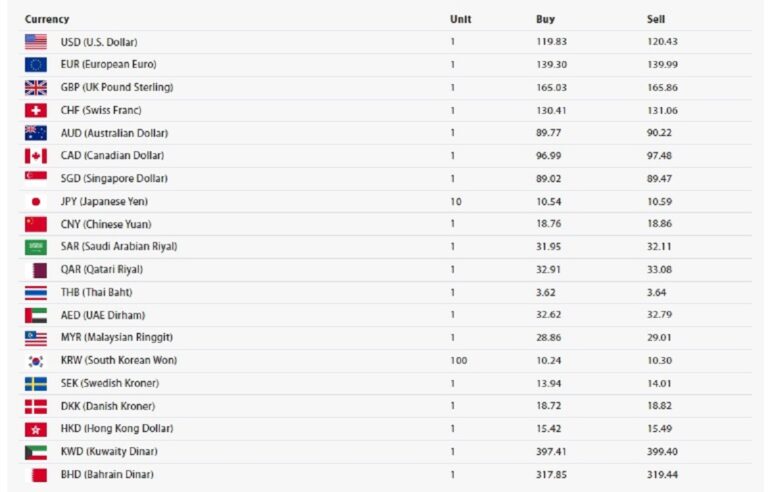 Currency Unit Buy Sell
USD (U.S. Dollar) 1 119.83 120.43
EUR (European Euro) 1 139.30 139.99
GBP (UK Pound Sterling) 1 165.03 165.86
CHF (Swiss Franc) 1 130.41 131.06
AUD (Australian Dollar) 1 89.77 90.22
CAD (Canadian Dollar) 1 96.99 97.48
SGD (Singapore Dollar) 1 89.02 89.47
JPY (Japanese Yen) 10 10.54 10.59
CNY (Chinese Yuan) 1 18.76 18.86
SAR (Saudi Arabian Riyal) 1 31.95 32.11
QAR (Qatari Riyal) 1 32.91 33.08
THB (Thai Baht) 1 3.62 3.64
AED (UAE Dirham) 1 32.62 32.79
MYR (Malaysian Ringgit) 1 28.86 29.01
KRW (South Korean Won) 100 10.24 10.30
SEK (Swedish Kroner) 1 13.94 14.01
DKK (Danish Kroner) 1 18.72 18.82
HKD (Hong Kong Dollar) 1 15.42 15.49
KWD (Kuwaity Dinar) 1 397.41 399.40
BHD (Bahrain Dinar) 1 317.85 319.44